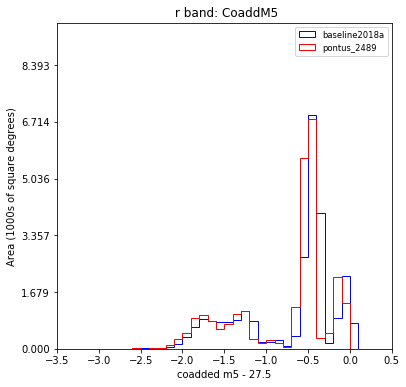 r band: CoaddM5
baseline2018a
pontus_2489
Area (1000s of square degrees)
8.393
6.714
5.036
3.357
1.679
0.000
−3.5 −3.0 −2.5 −2.0 −1.5 −1.0 −0.5 0.0 0.5
coadded m5 - 27.5